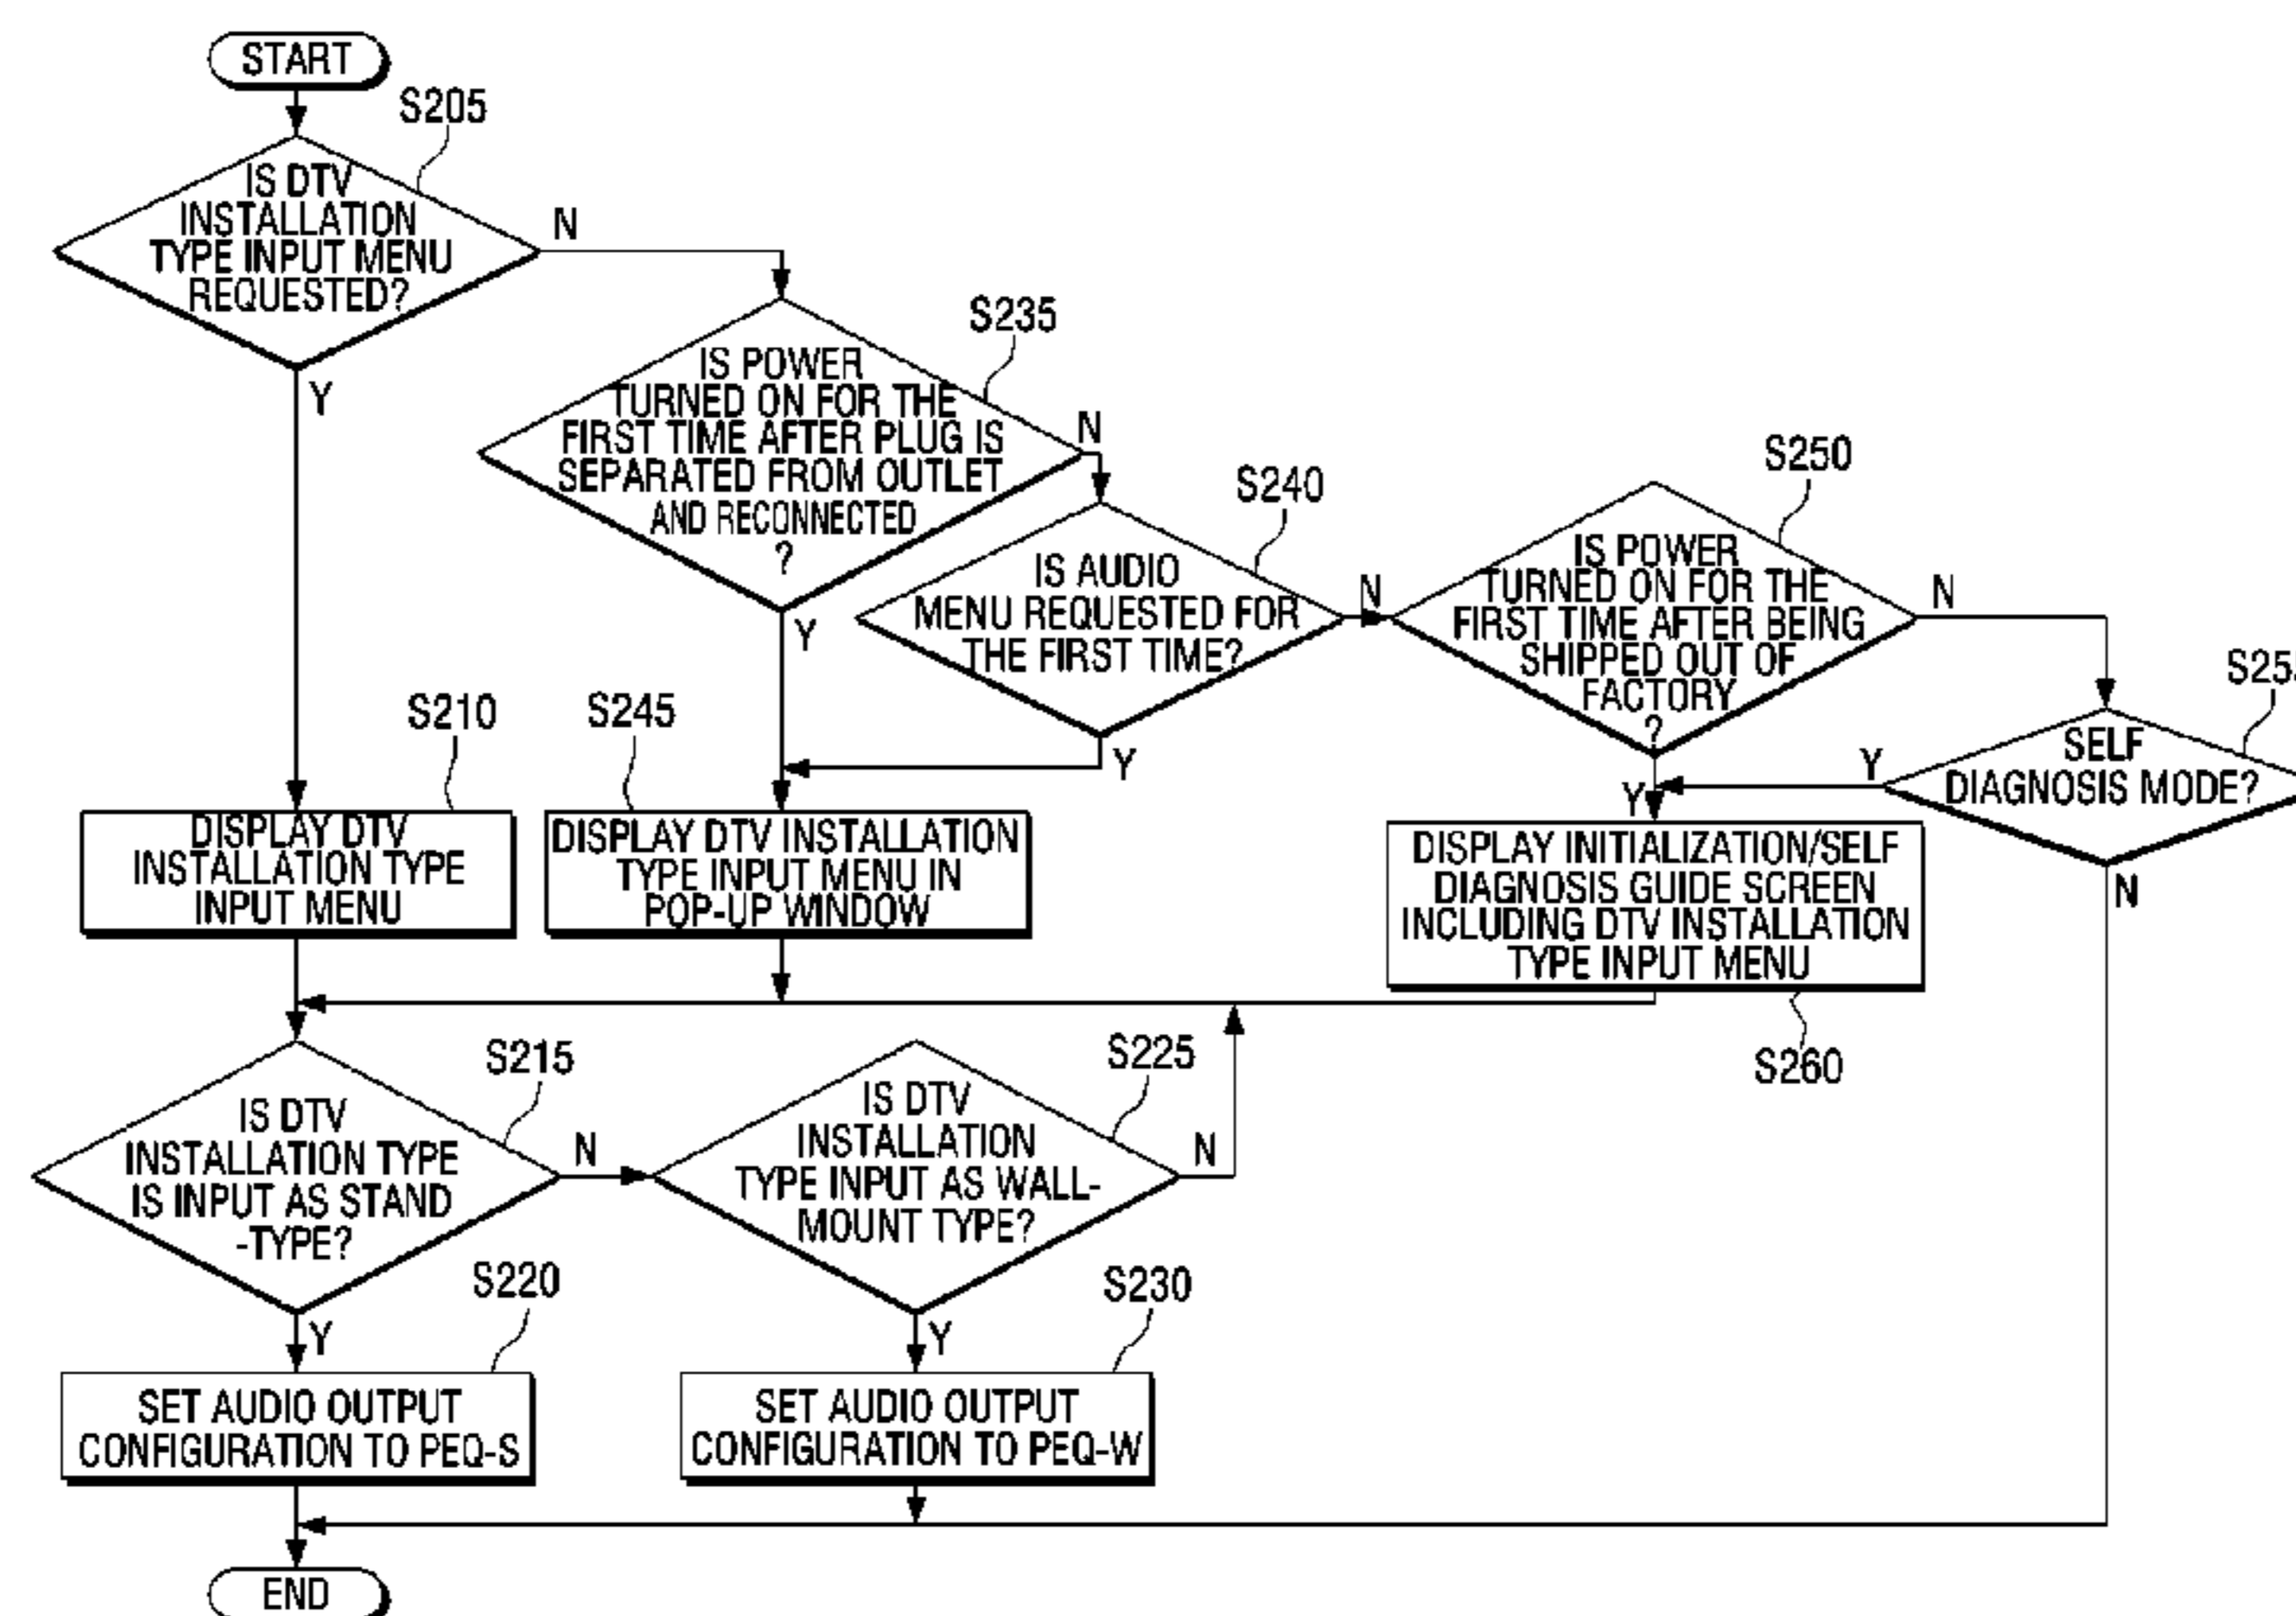 START
S205
IS DTV
INSTALLATION
TYPE INPUT MENU
REQUESTED?
N
Y
S235
IS POWER
TURNED ON FOR THE
FIRST TIME AFTER PLUG IS
SEPARATED FROM OUTLET
AND RECONNECTED
?
N
Y
S240
IS AUDIO
MENU REQUESTED FOR
THE FIRST TIME?
N
Y
S250
IS POWER
TURNED ON FOR THE
FIRST TIME AFTER BEING
SHIPPED OUT OF
FACTORY
?
N
Y
SELF
DIAGNOSIS MODE?
Y
N
S210
DISPLAY DTV
INSTALLATION TYPE
INPUT MENU
S245
DISPLAY DTV INSTALLATION
TYPE INPUT MENU IN
POP-UP WINDOW
DISPLAY INITIALIZATION/SELF
DIAGNOSIS GUIDE SCREEN
INCLUDING DTV INSTALLATION
TYPE INPUT MENU
S260
S215
IS DTV
INSTALLATION TYPE
IS INPUT AS STAND
-TYPE?
N
Y
S225
IS DTV
INSTALLATION
TYPE INPUT AS WALL-
MOUNT TYPE?
N
Y
S220
SET AUDIO OUTPUT
CONFIGURATION TO PEQ-S
S230
SET AUDIO OUTPUT
CONFIGURATION TO PEQ-W
END